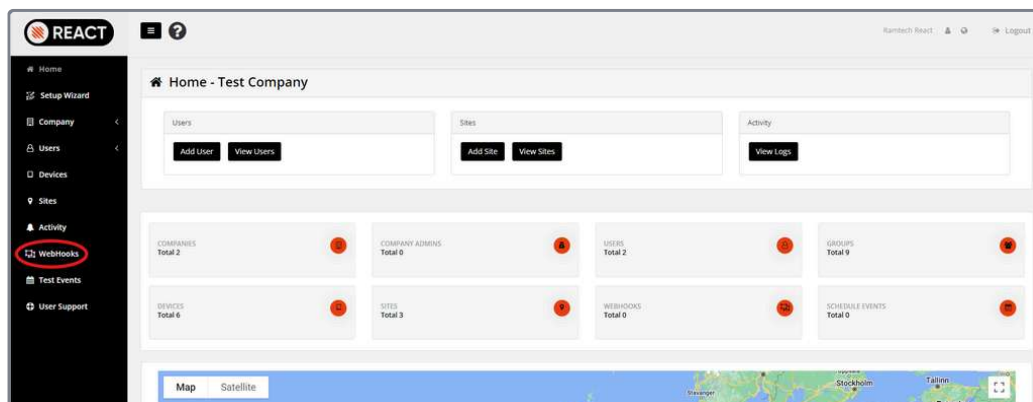 REACT
?
Ramtech React
Logout
Home
Setup Wizard
Company
Users
Devices
Sites
Activity
WebHooks
Test Events
User Support
Home - Test Company
Users
Add User View Users
Sites
Add Site View Sites
Activity
View Logs
COMPANIES
Total 2
COMPANY ADMINS
Total 0
USERS
Total 2
GROUPS
Total 9
DEVICES
Total 6
SITES
Total 3
WEBHOOKS
Total 0
SCHEDULE EVENTS
Total 0
Map Satellite
Stavanger
Stockholm
Tallinn